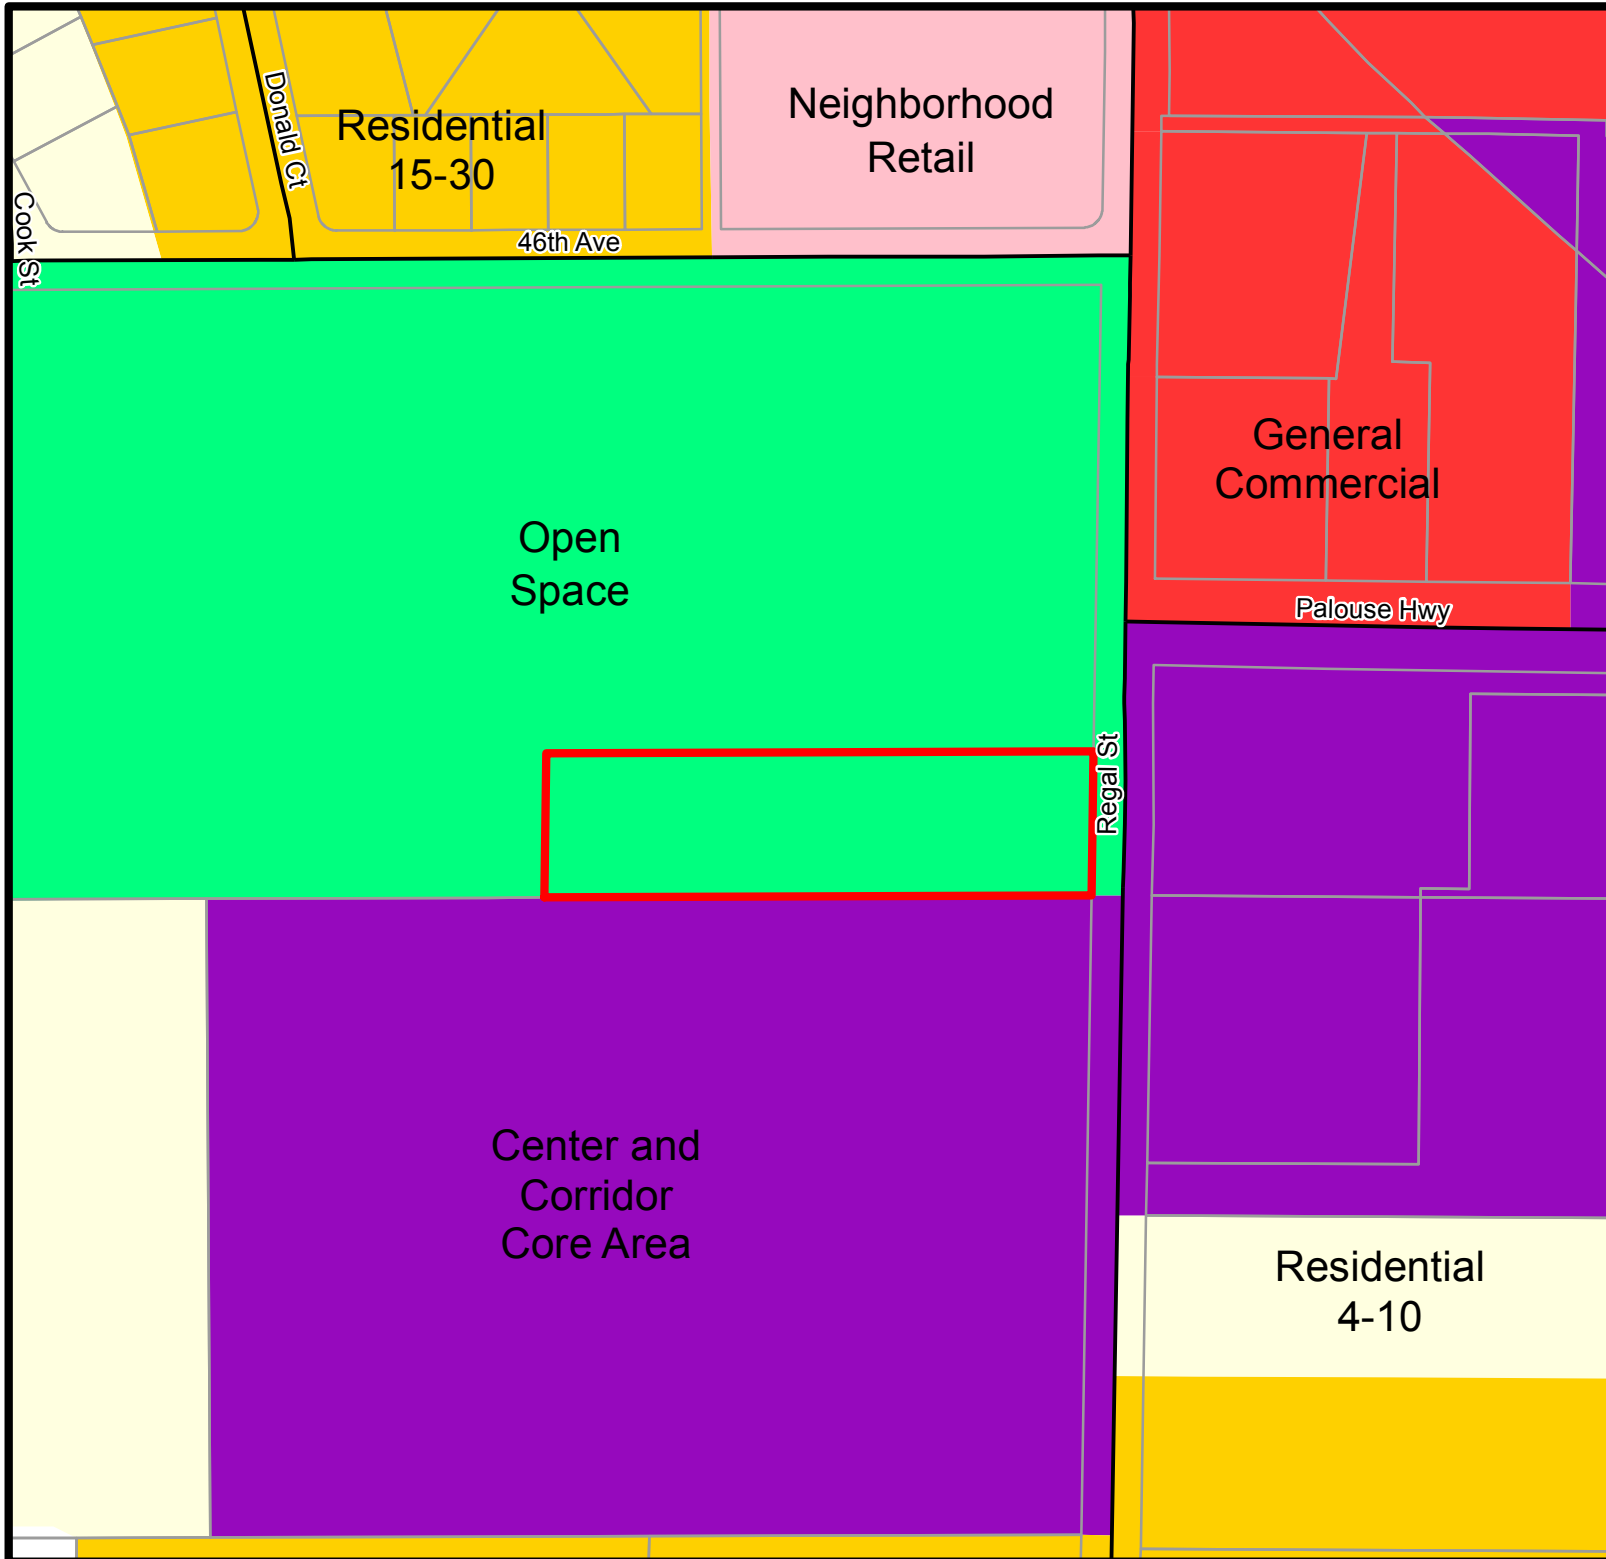 Donald Ct
Residential
15-30
Neighborhood
Retail
Cook St
46th Ave
General
Commercial
Open
Space
Palouse Hwy
Regal St
Center and
Corridor
Core Area
Residential
4-10